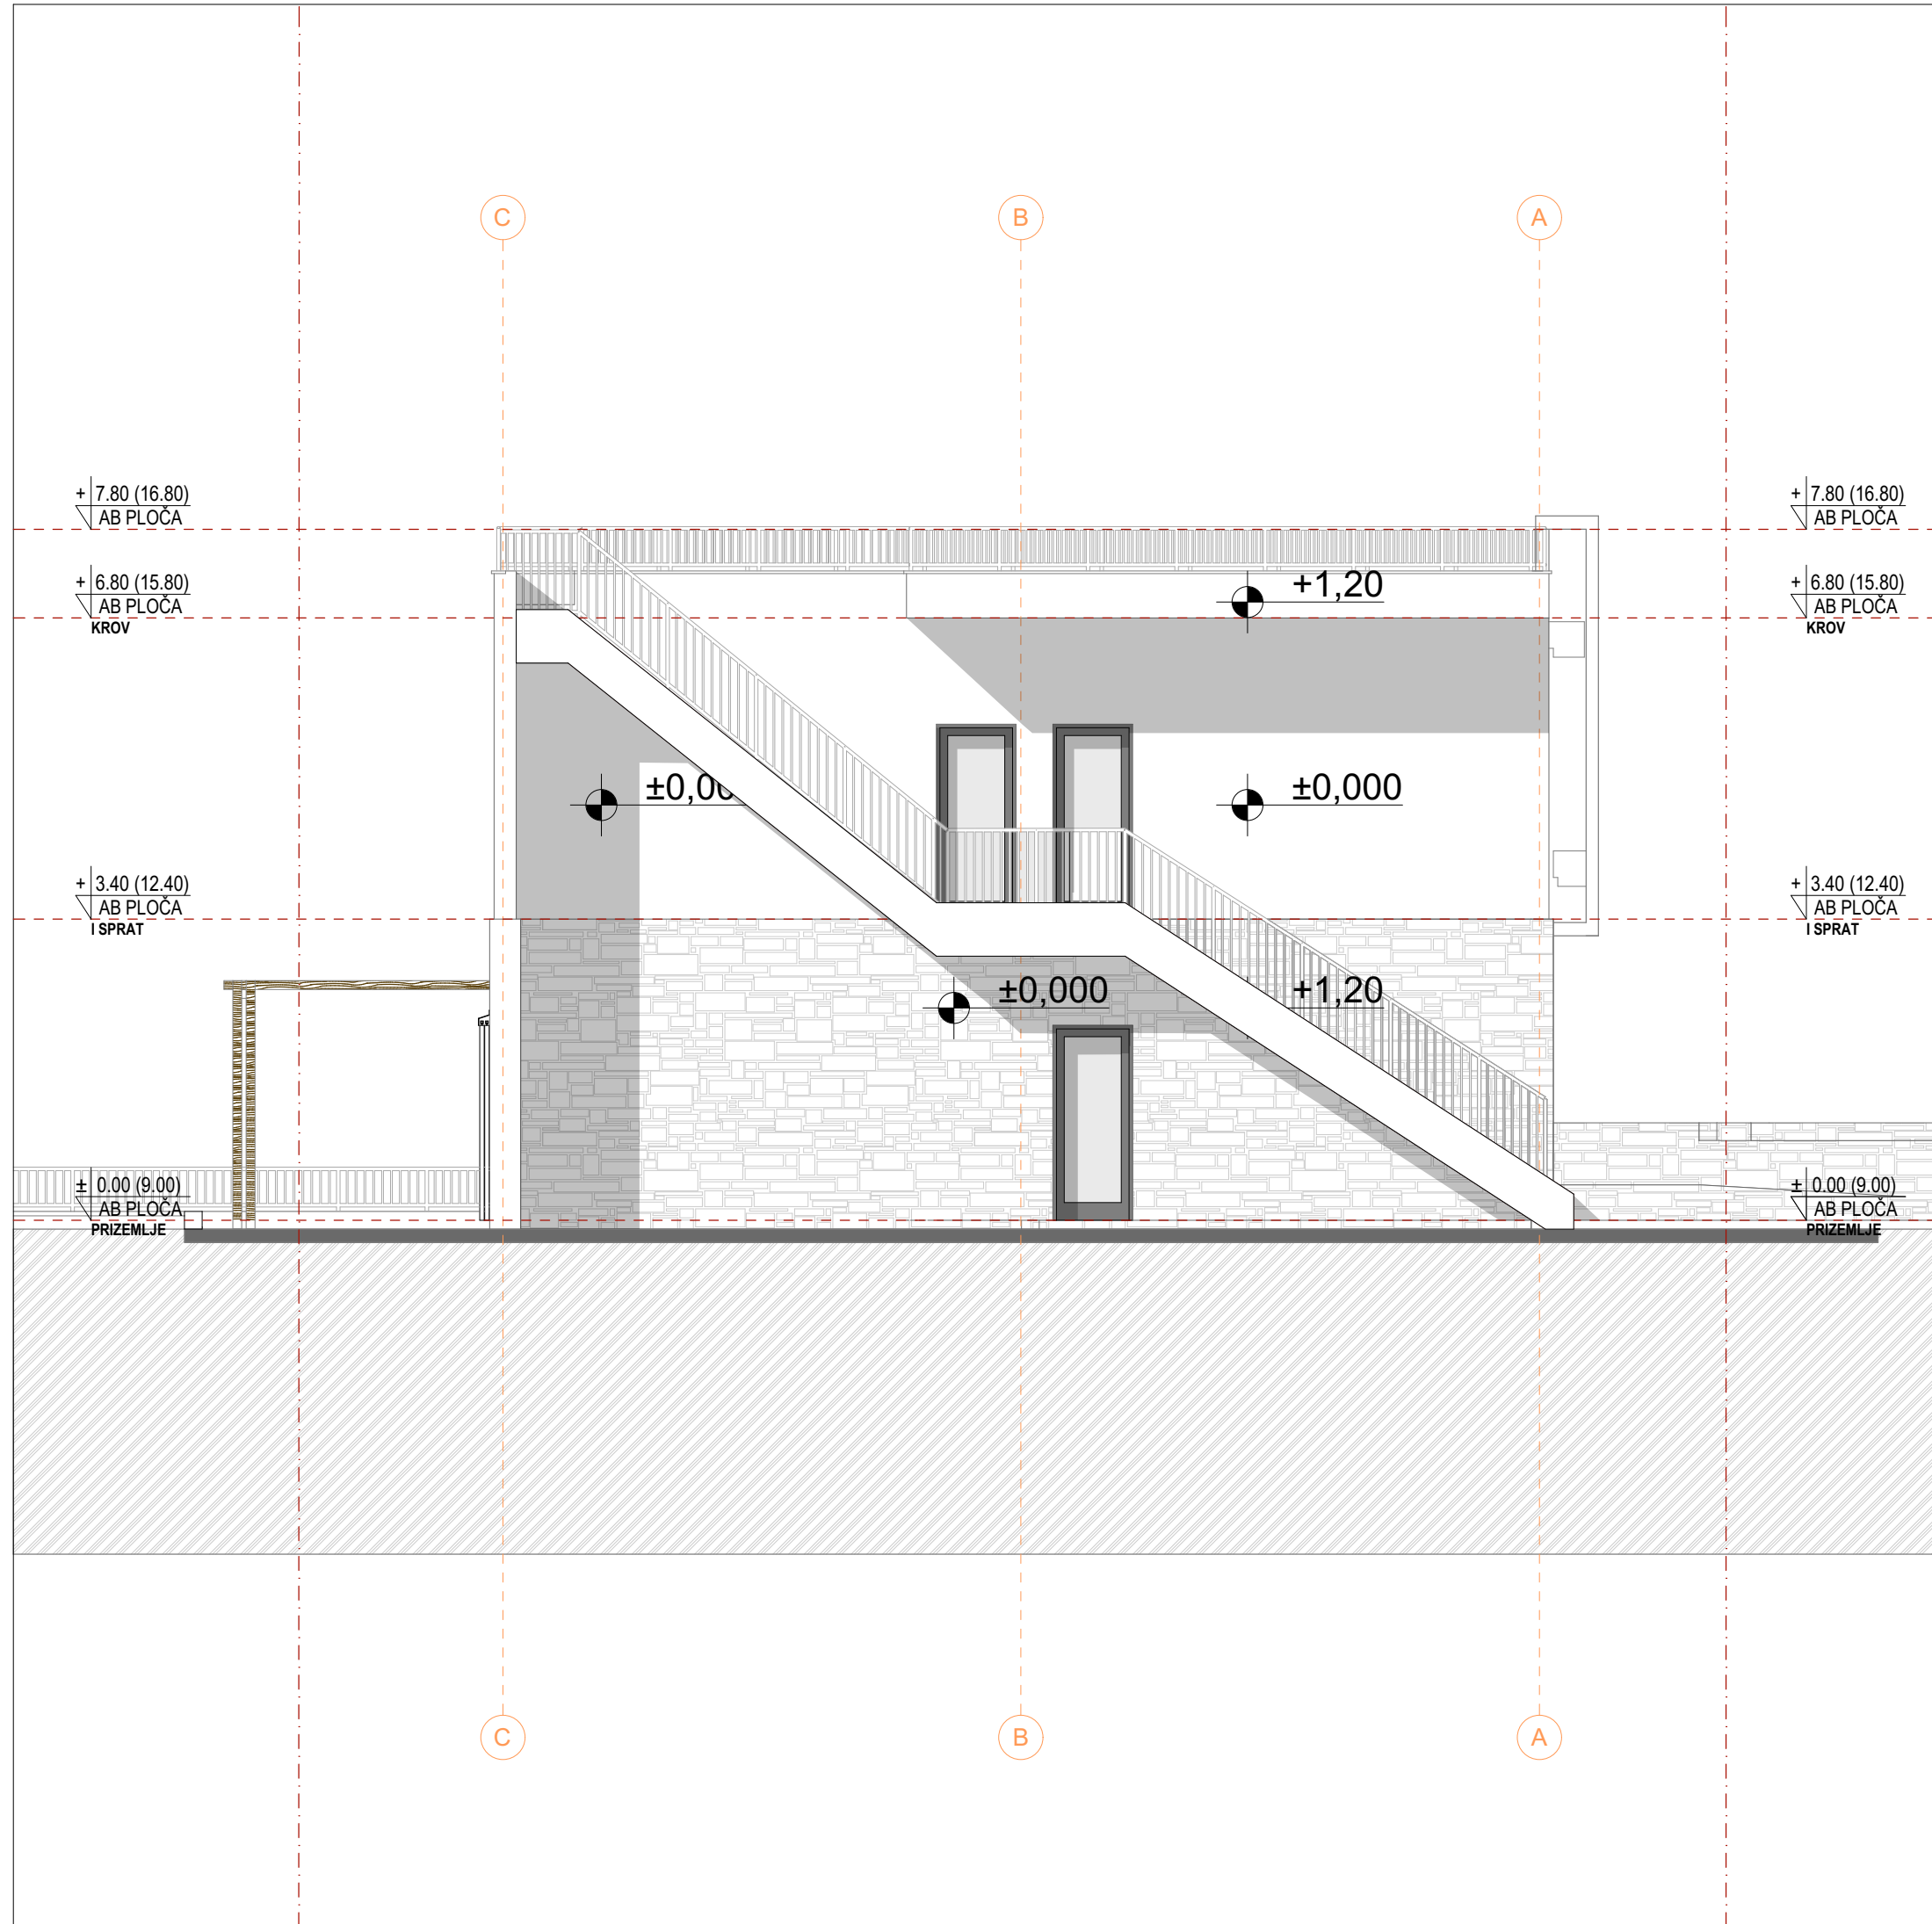 C B A
+ 7.80 (16.80)
AB PLOČA
+ 7.80 (16.80)
AB PLOČA
+ 6.80 (15.80)
AB PLOČA
KROV
+1,20
+ 6.80 (15.80)
AB PLOČA
KROV
±0,00
±0,000
+ 3.40 (12.40)
AB PLOČA
I SPRAT
+ 3.40 (12.40)
AB PLOČA
I SPRAT
±0,000
+1,20
± 0.00 (9.00)
AB PLOČA
PRIZEMLJE
± 0.00 (9.00)
AB PLOČA
PRIZEMLJE
C B A